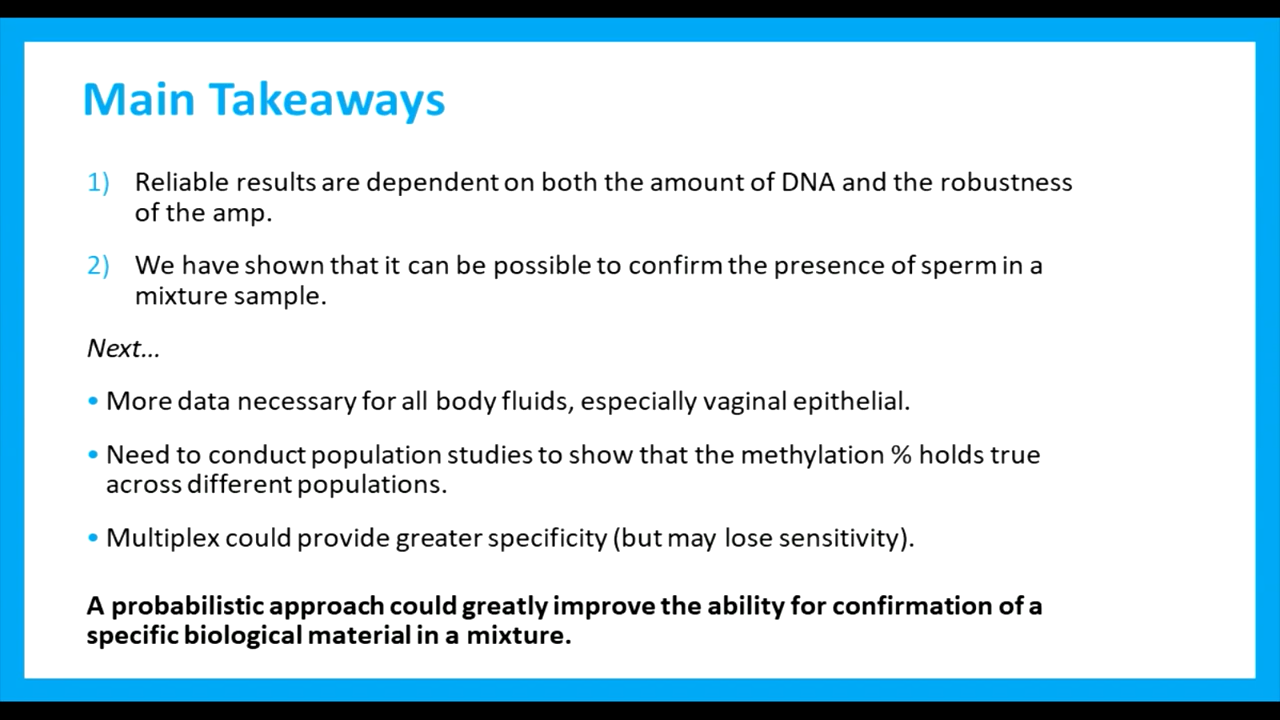 Main Takeaways
1) Reliable results are dependent on both the amount of DNA and the robustness
of the amp.
2) We have shown that it can be possible to confirm the presence of sperm in a
mixture sample.
Next...
• More data necessary for all body fluids, especially vaginal epithelial.
• Need to conduct population studies to show that the methylation % holds true
across different populations.
• Multiplex could provide greater specificity (but may lose sensitivity).
A probabilistic approach could greatly improve the ability for confirmation of a
specific biological material in a mixture.